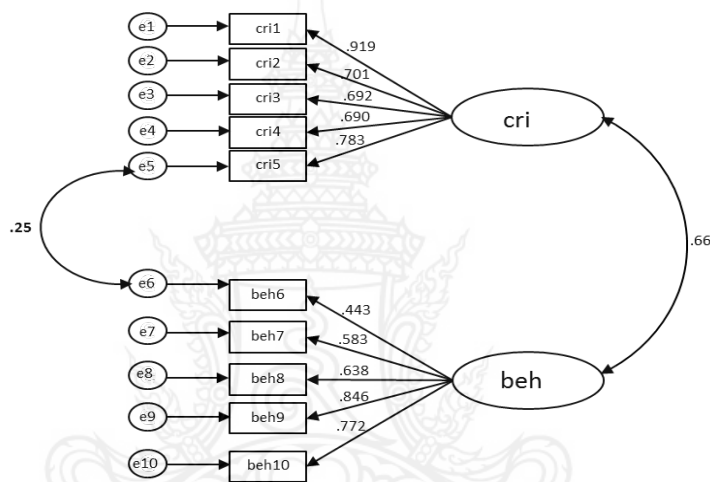 e1 cri1
.919
e2 cri2
.701
e3 cri3
.692
e4 cri4
.690
cri
e5 cri5
.783
.25
.66
e6 beh6
.443
e7 beh7
.583
e8 beh8
.638
beh
e9 beh9
.846
.772
e10 beh10